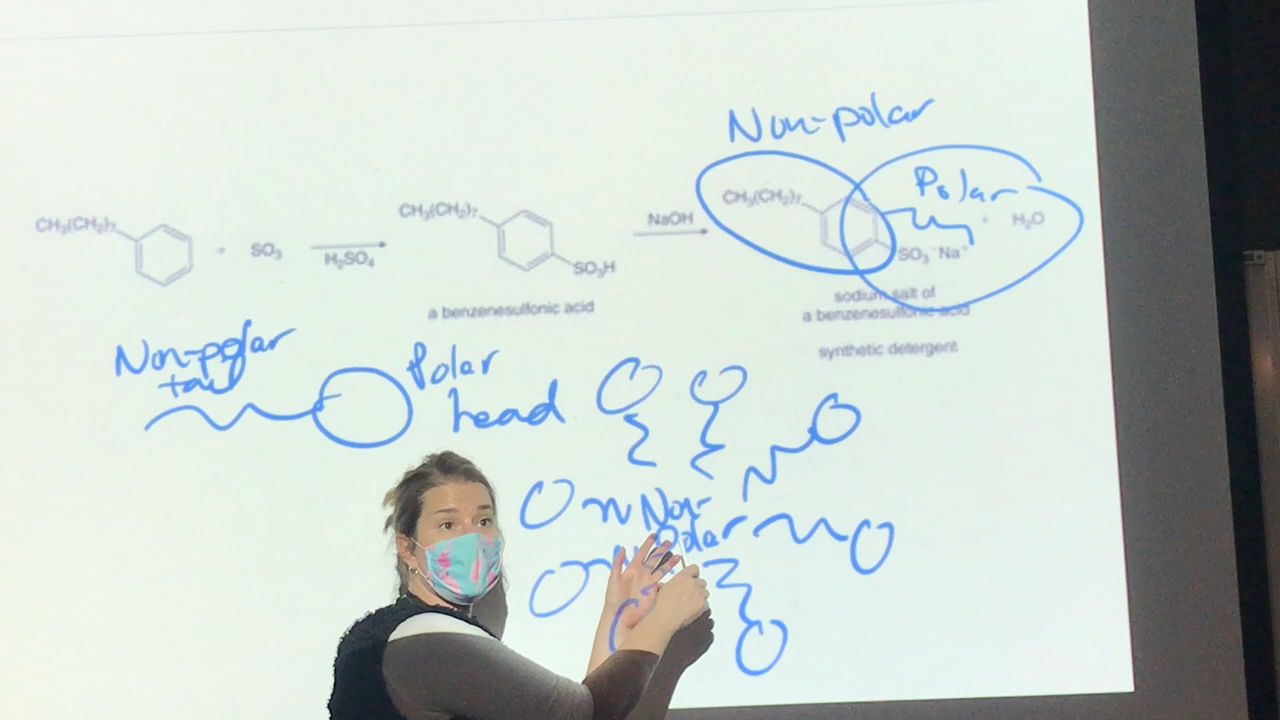 Non-polar
CH₃(CH₂)₇
+ SO₃
H₂SO₄
CH₃(CH₂)₇
SO₃H
a benzenesulfonic acid
NaOH
CH₃(CH₂)₇
Polar
+ H₂O
SO₃⁻Na⁺
sodium salt of
a benzenesulfonic acid
synthetic detergent
Non-polar
tail
Polar
head
Non-
Polar